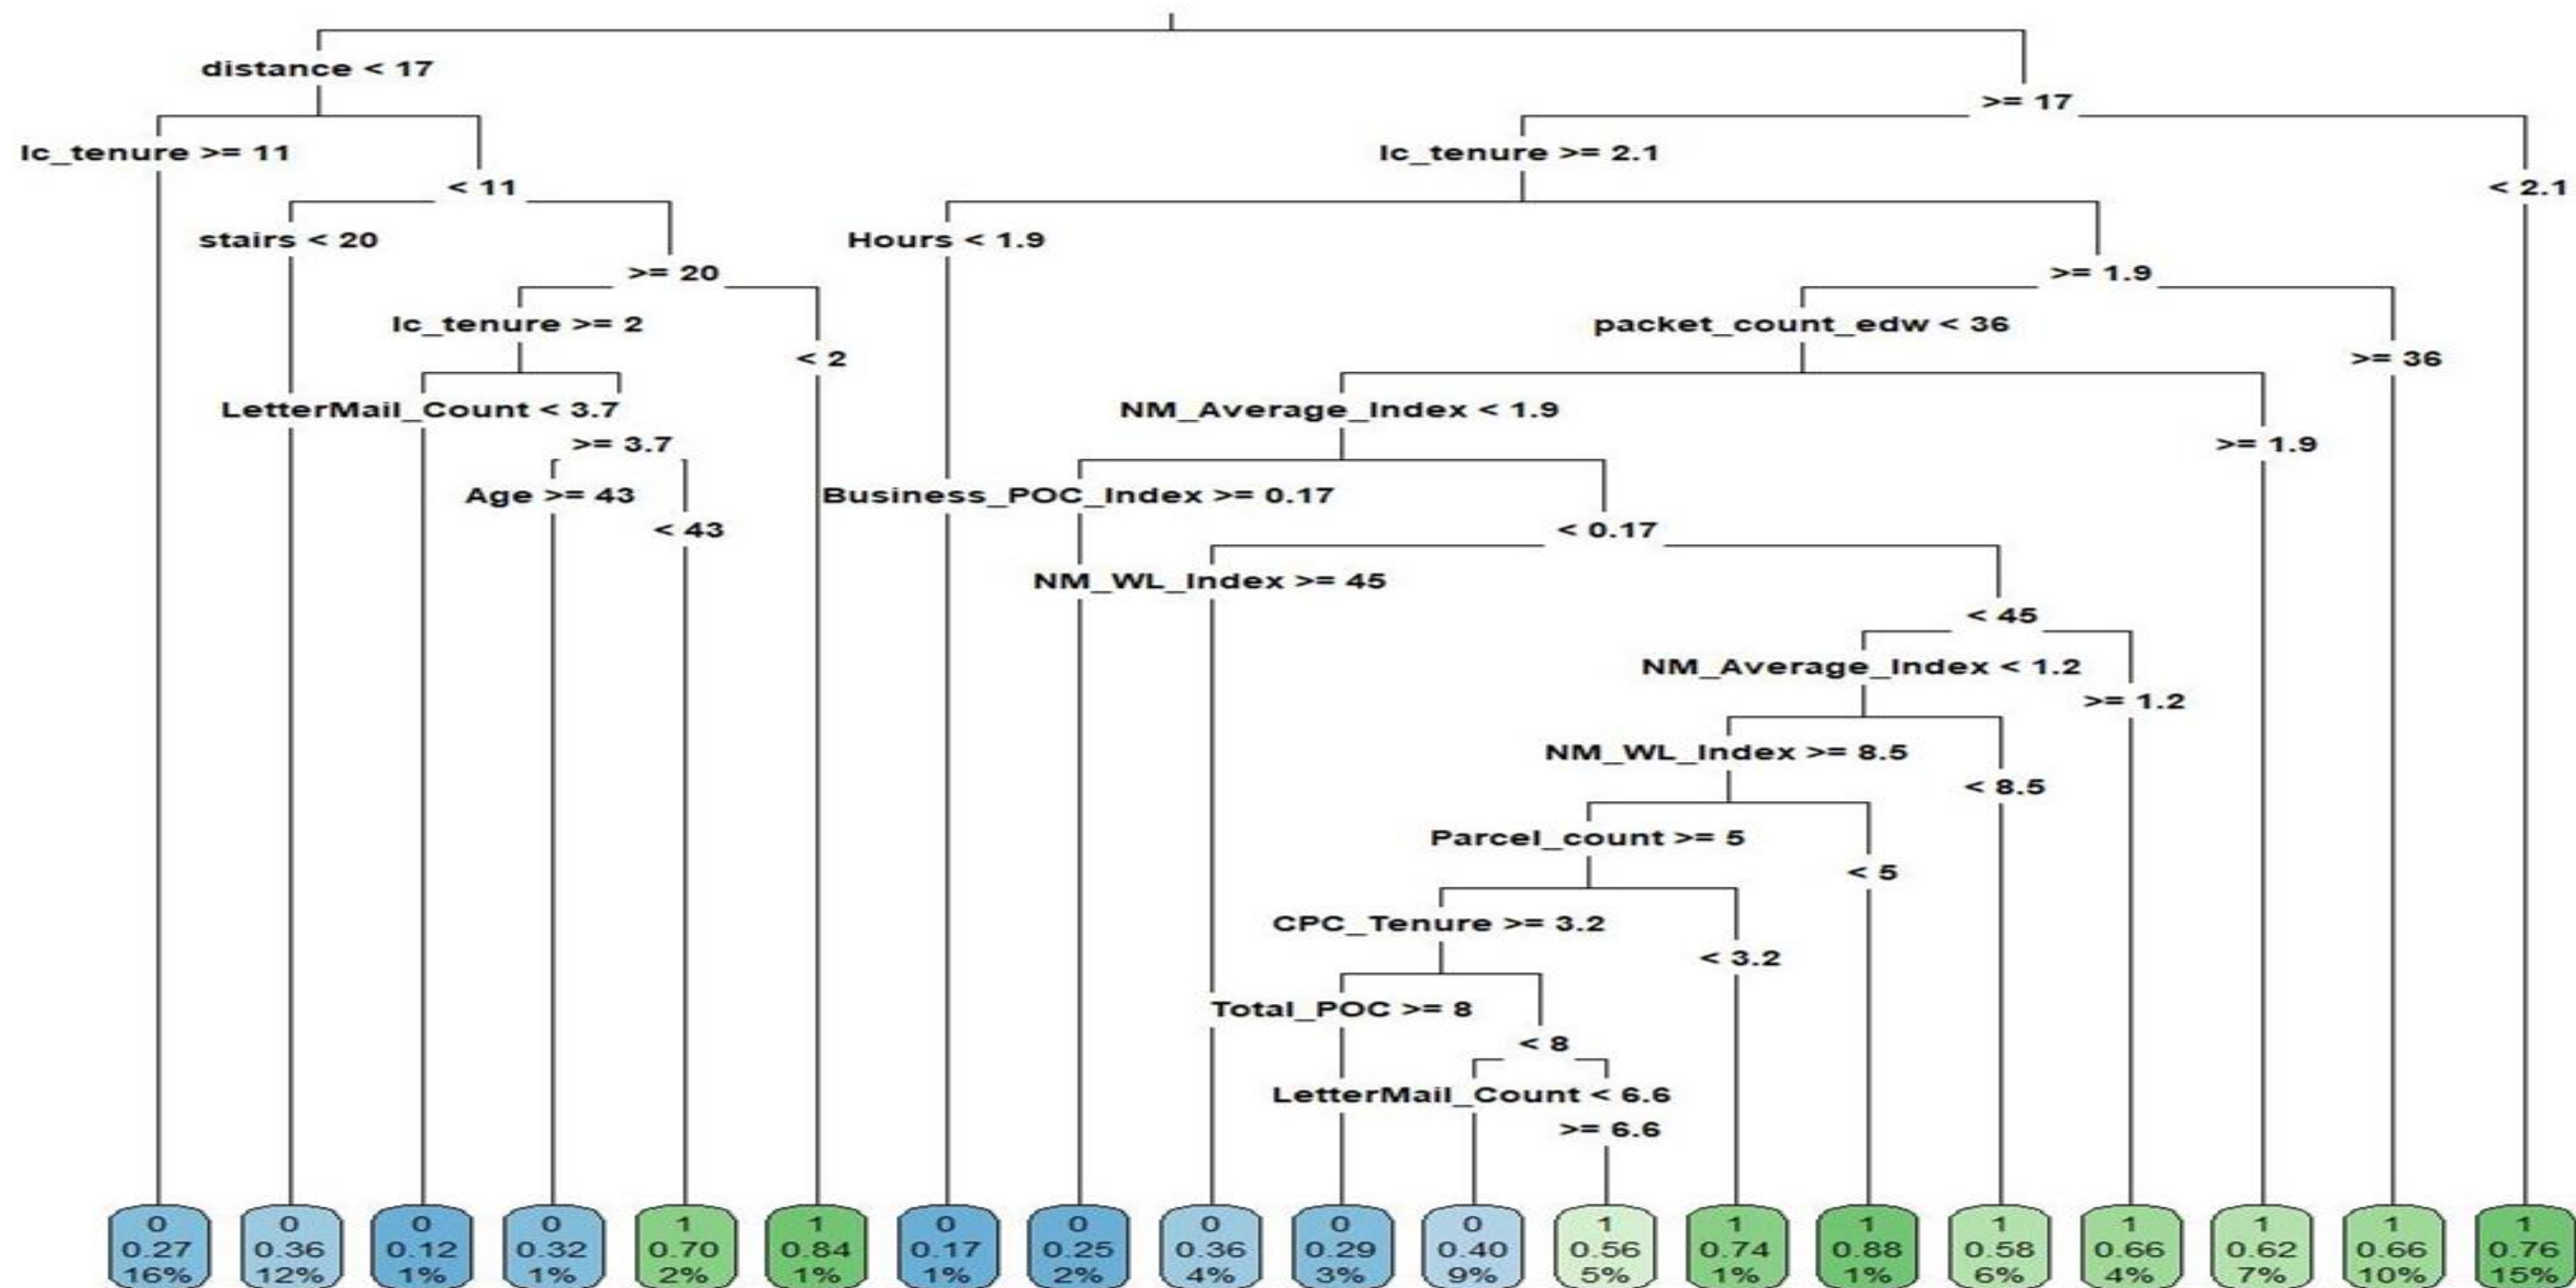 distance < 17
>= 17
lc_tenure >= 11
lc_tenure >= 2.1
< 11
< 2.1
stairs < 20
Hours < 1.9
>= 20
>= 1.9
lc_tenure >= 2
packet_count_edw < 36
< 2
>= 36
LetterMail_Count < 3.7
NM_Average_Index < 1.9
>= 3.7
>= 1.9
Age >= 43
Business_POC_Index >= 0.17
< 43
< 0.17
NM_WL_Index >= 45
< 45
NM_Average_Index < 1.2
>= 1.2
NM_WL_Index >= 8.5
< 8.5
Parcel_count >= 5
< 5
CPC_Tenure >= 3.2
< 3.2
Total_POC >= 8
< 8
LetterMail_Count < 6.6
>= 6.6
0 0 0 0 1 1 0 0 0 0 0 1 1 1 1 1 1 1 1
0.27 0.36 0.12 0.32 0.70 0.84 0.17 0.25 0.36 0.29 0.40 0.56 0.74 0.88 0.58 0.66 0.62 0.66 0.76
16% 12% 1% 1% 2% 1% 1% 2% 4% 3% 9% 5% 1% 1% 6% 4% 7% 10% 15%